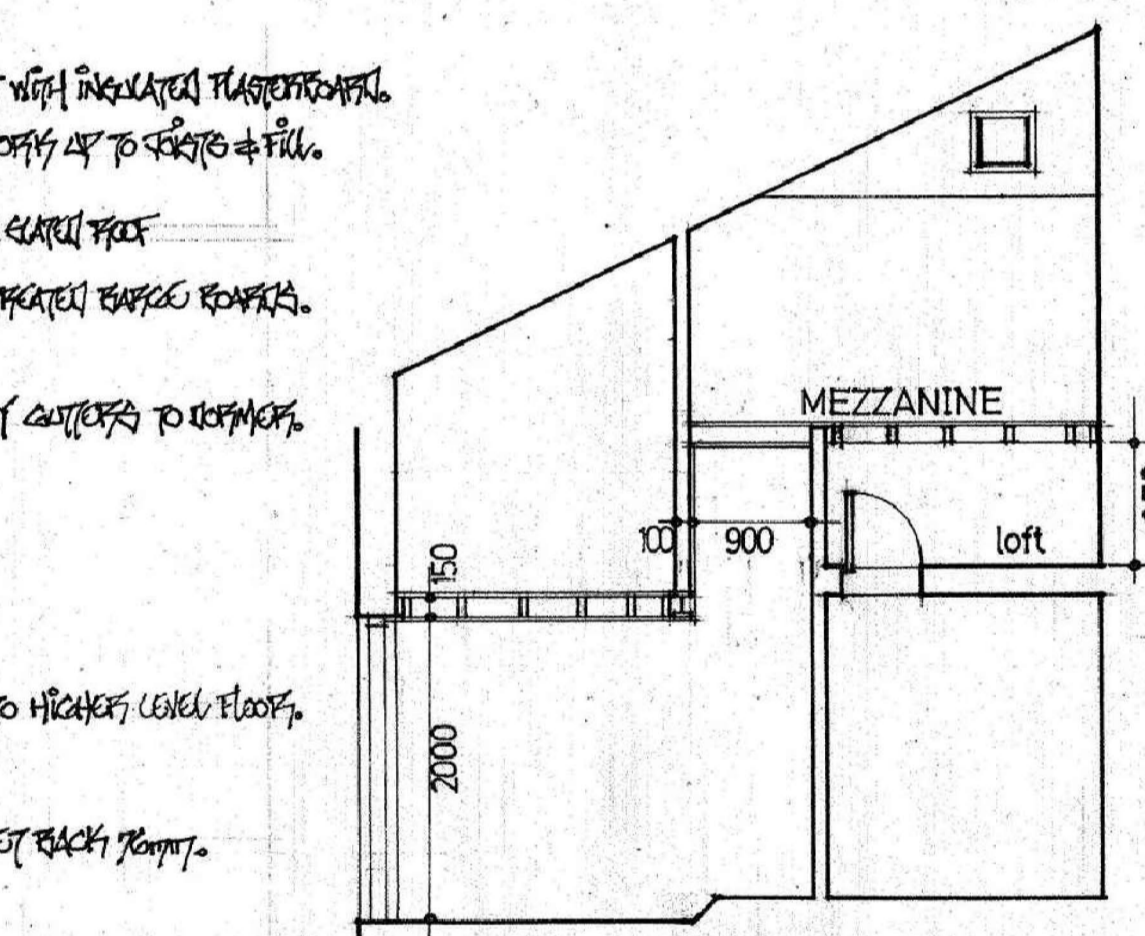 WITH INSULATED PLASTERBOARD.
UP TO JOISTS & FILL.
SLATED ROOF
BARGE BOARDS.
GUTTERS TO DORMER.
TO HIGHER LEVEL FLOOR.
BACK 76mm.
MEZZANINE
100 900
loft
150
2000